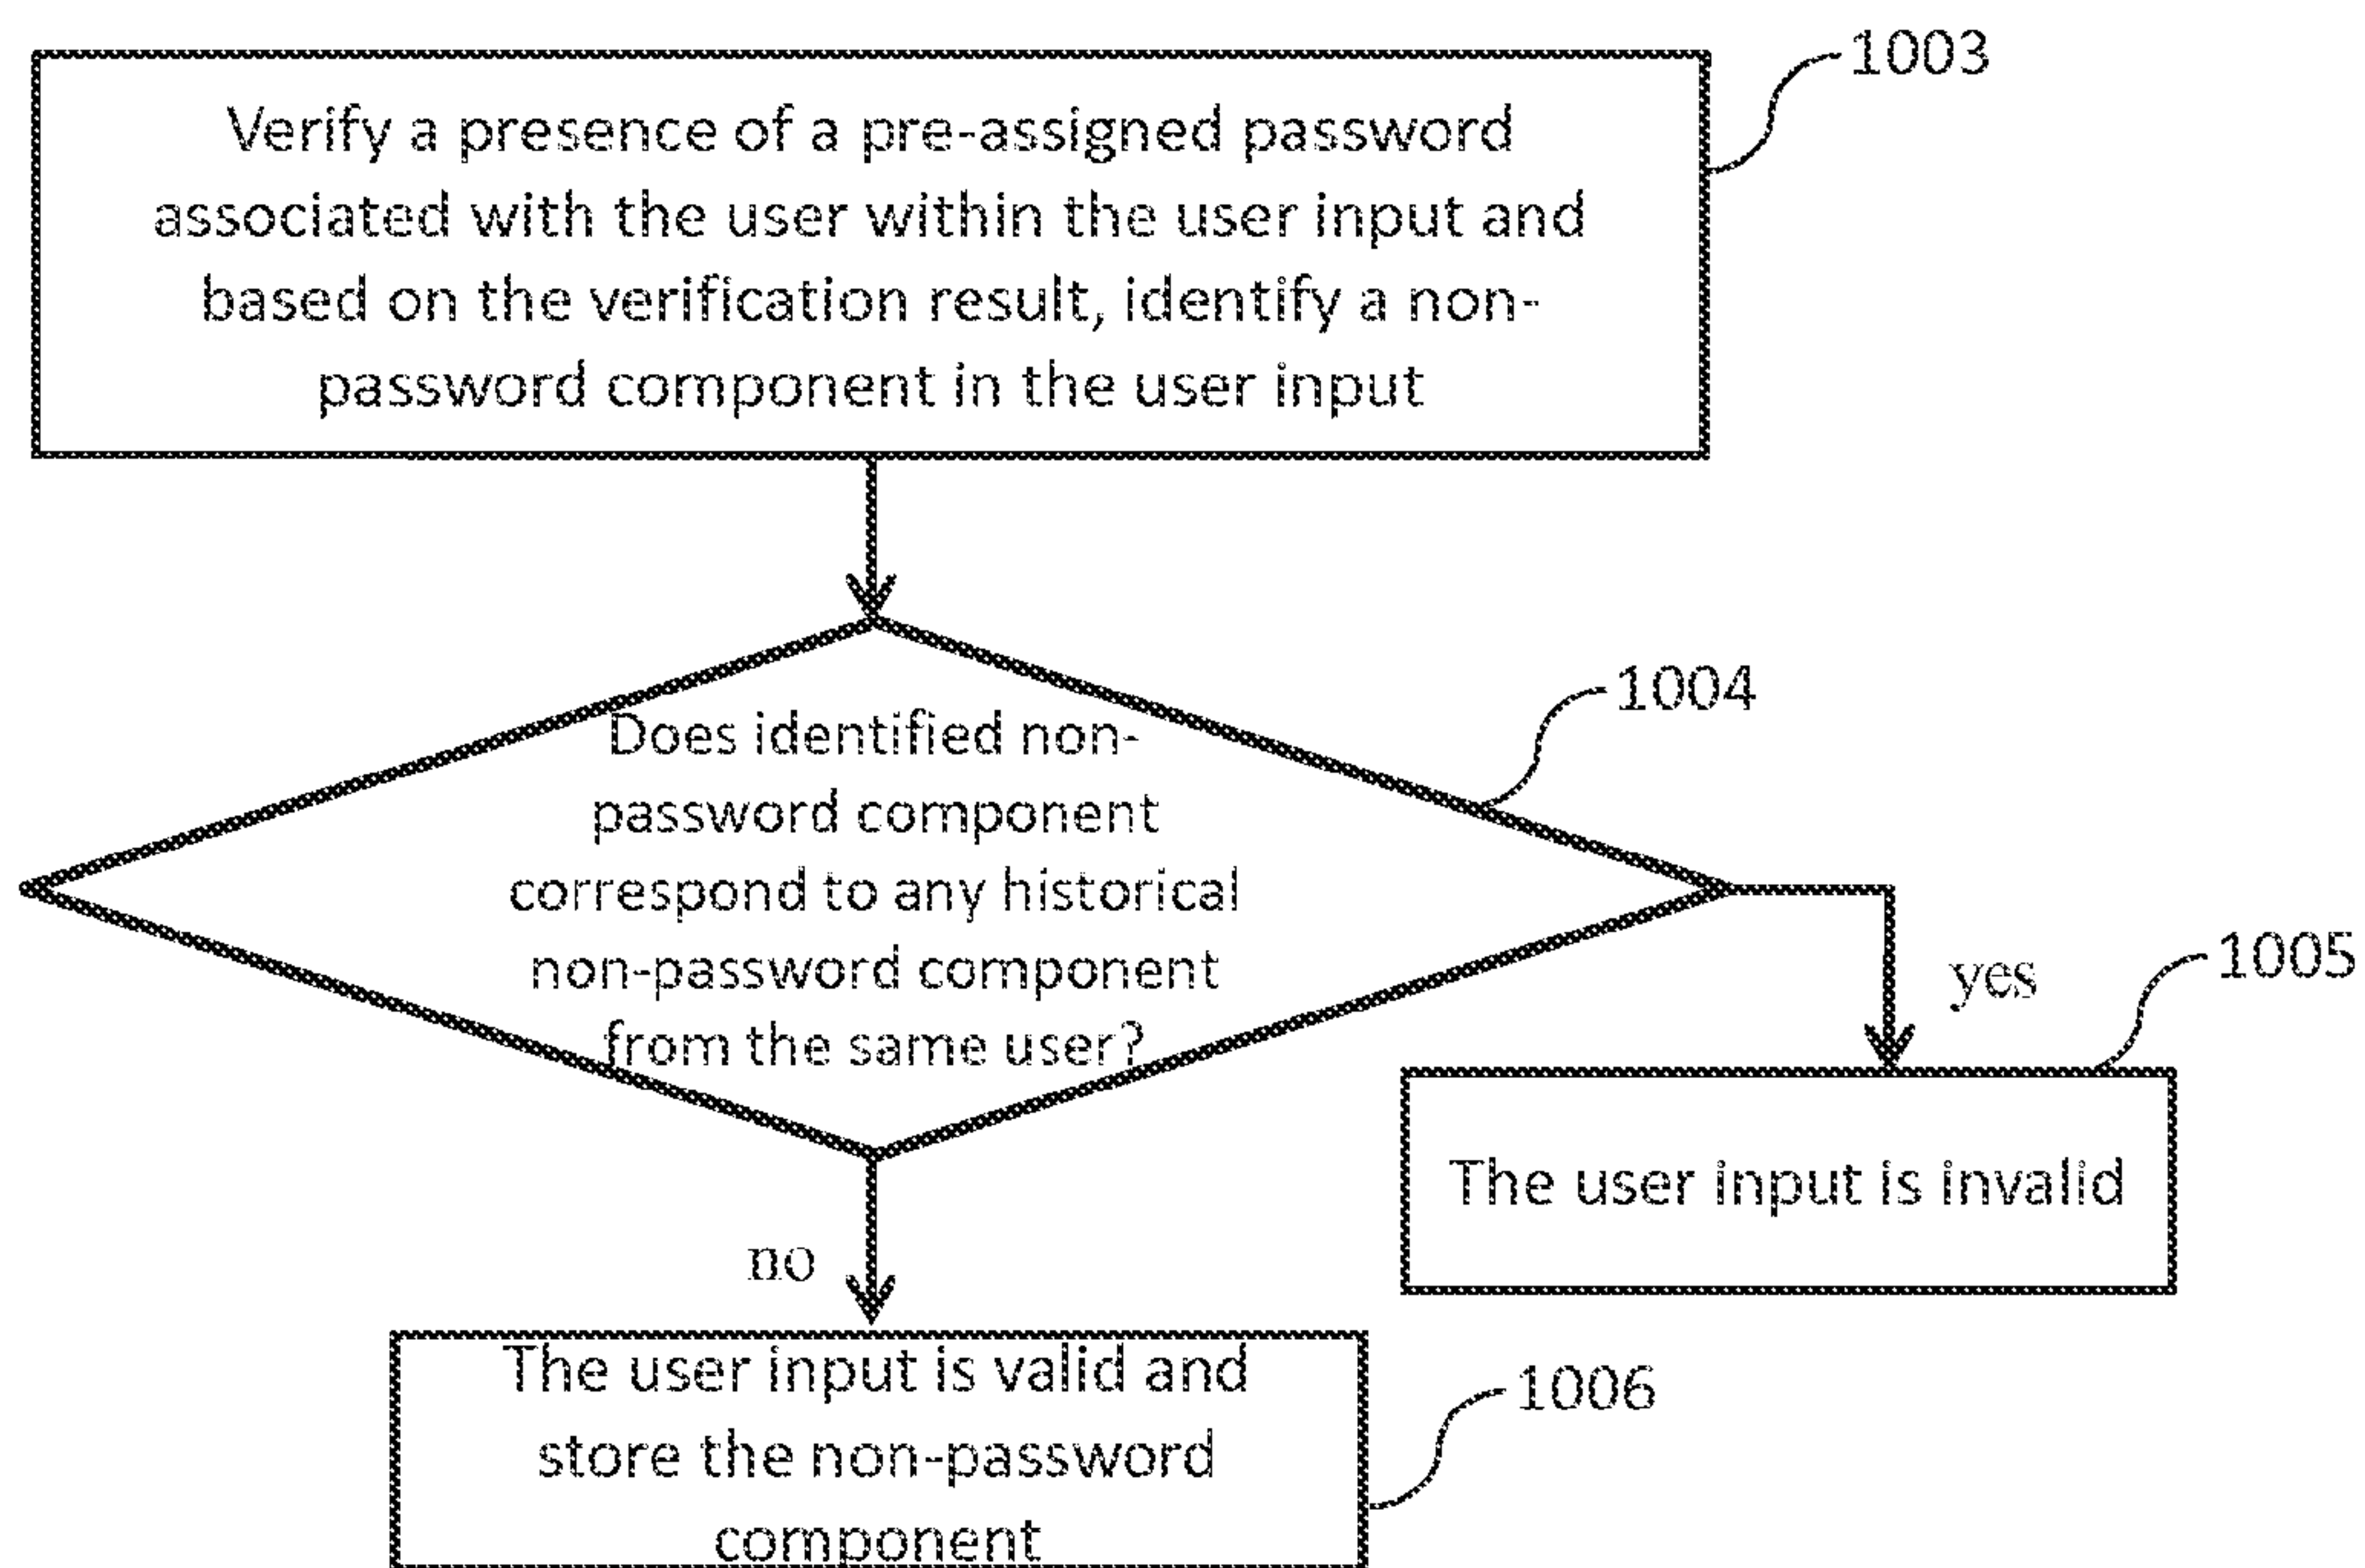 1003
Verify a presence of a pre-assigned password
associated with the user within the user input and
based on the verification result, identify a non-
password component in the user input
1004
Does identified non-
password component
correspond to any historical
non-password component
from the same user?
yes
1005
The user input is invalid
no
The user input is valid and
store the non-password
component
1006